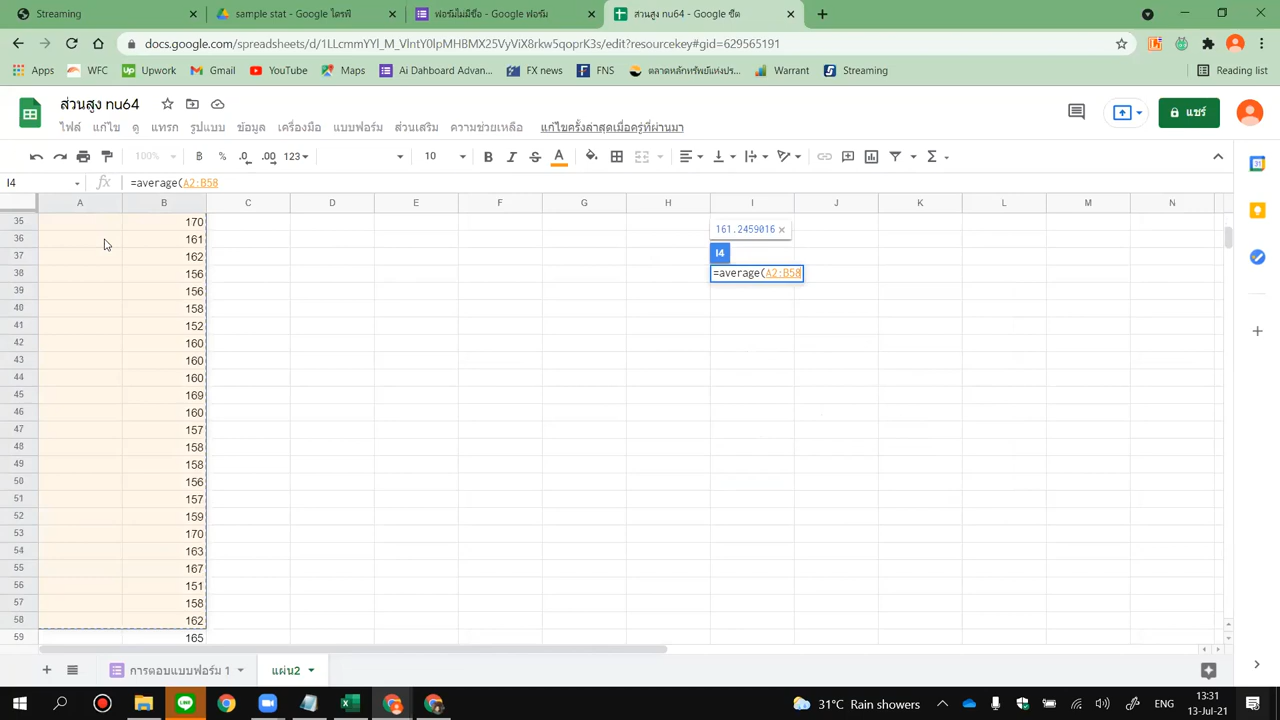 Streaming
sample stat - Google ไดรฟ์
ฟอร์มไม่มีชื่อ - Google ฟอร์ม
ส่วนสูง nu64 - Google ชีต
docs.google.com/spreadsheets/d/1LLcmmYYl_M_VlntY0lpMHBMX25VyViX8rkw5qoprK3s/edit?resourcekey#gid=629565191
Apps WFC Upwork Gmail YouTube Maps Ai Dahboard Avan... FX news FNS ตลาดหลักทรัพย์แห่งปร... Warrant Streaming Reading list
ส่วนสูง nu64
ไฟล์ แก้ไข ดู แทรก รูปแบบ ข้อมูล เครื่องมือ แบบฟอร์ม ส่วนเสริม ความช่วยเหลือ แก้ไขครั้งล่าสุดเมื่อครู่ที่ผ่านมา
แชร์
100% ฿ % .0 .00 123 10 B I S A Σ
I4 fx =average(A2:B58
A B C D E F G H I J K L M N
35 170
161.2459016 ×
36 161
37 162
I4
38 156
=average(A2:B58
39 156
40 158
41 152
42 160
43 160
44 160
45 169
46 160
47 157
48 158
49 158
50 156
51 157
52 159
53 170
54 163
55 167
56 151
57 158
58 162
59 165
การตอบแบบฟอร์ม 1 แผ่น2
31°C Rain showers ENG 13:31
13-Jul-21